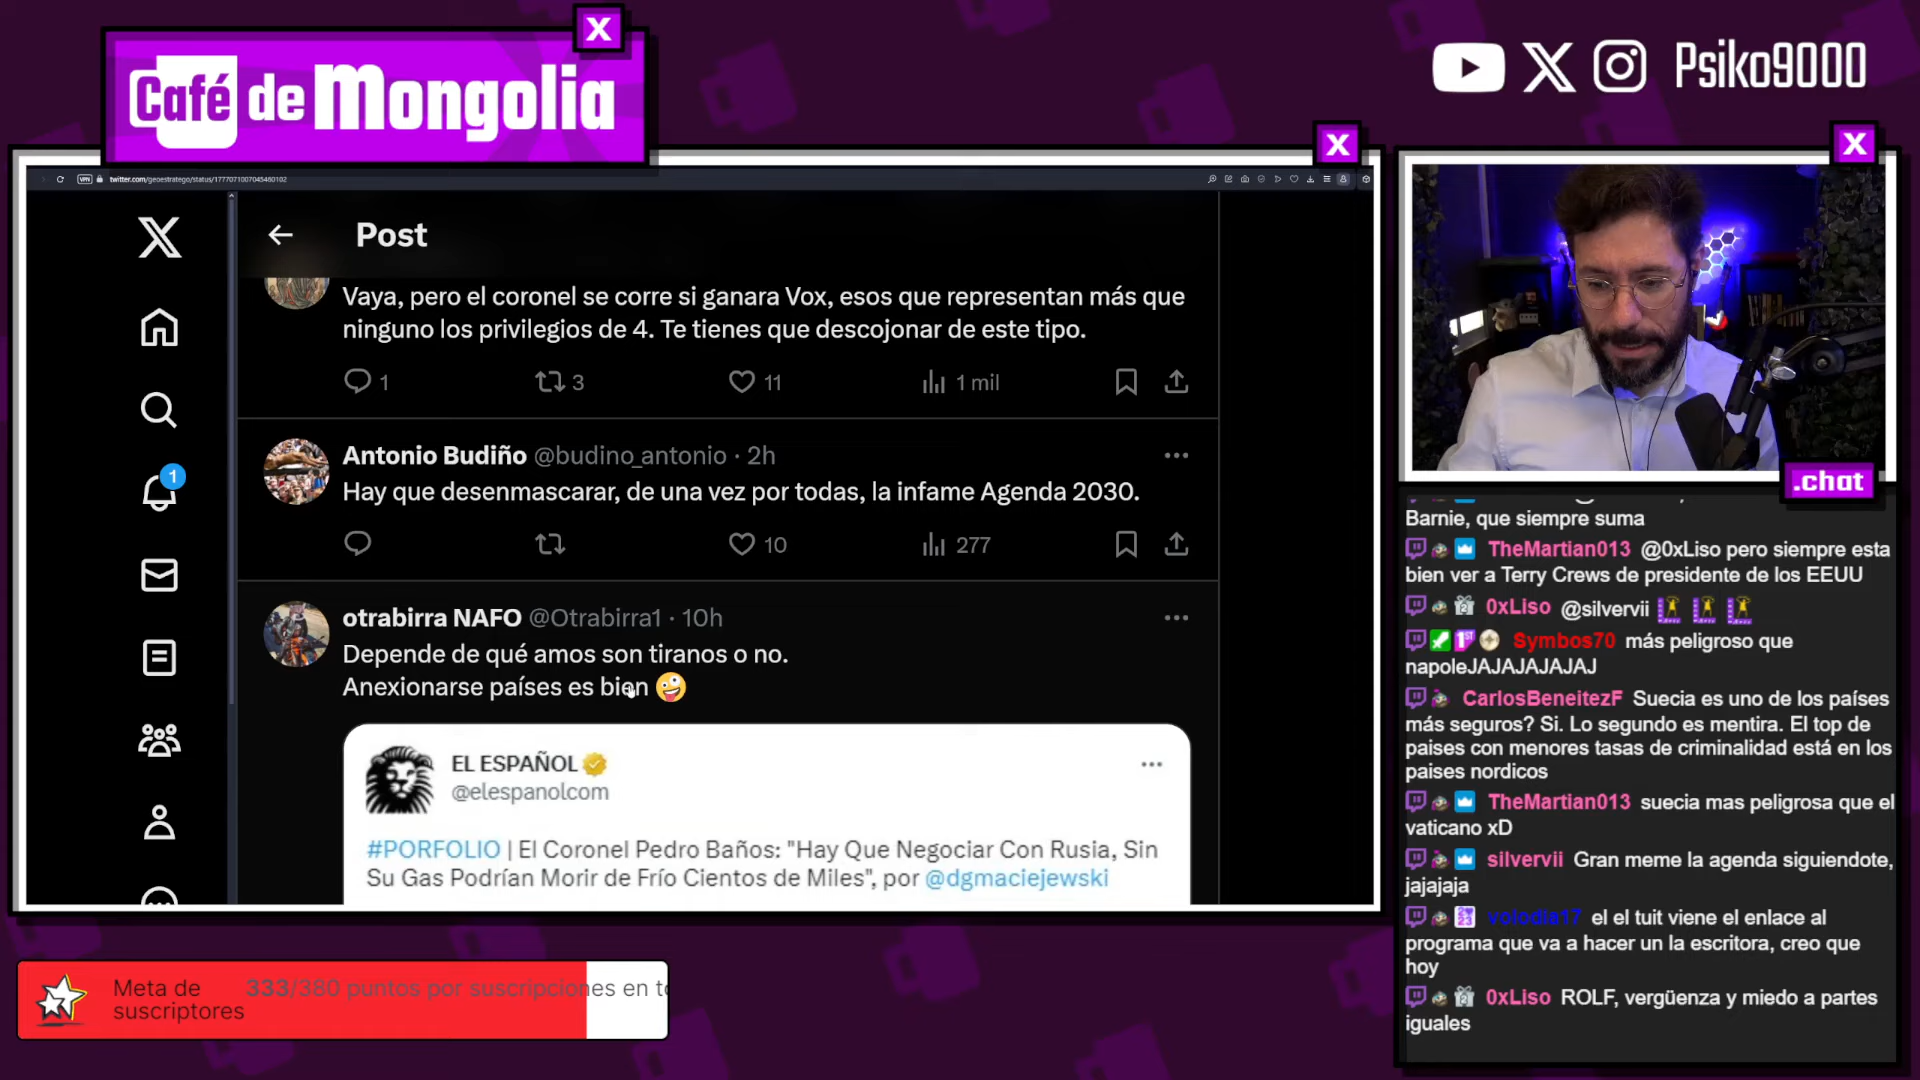 X
Café de Mongolia
Psiko9000
X
X
twitter.com/geoestratego/status/1777071007045460102
Post
Vaya, pero el coronel se corre si ganara Vox, esos que representan más que
ninguno los privilegios de 4. Te tienes que descojonar de este tipo.
1
3
11
1 mil
1
Antonio Budiño @budino_antonio · 2h
Hay que desenmascarar, de una vez por todas, la infame Agenda 2030.
10
277
otrabirra NAFO @Otrabirra1 · 10h
Depende de qué amos son tiranos o no.
Anexionarse países es bien 🤪
EL ESPAÑOL
@elespanolcom
#PORFOLIO | El Coronel Pedro Baños: "Hay Que Negociar Con Rusia, Sin
Su Gas Podrían Morir de Frío Cientos de Miles", por @dgmaciejewski
Meta de
suscriptores
333/380 puntos por suscripciones en to
.chat
Barnie, que siempre suma
TheMartian013 @0xLiso pero siempre esta
bien ver a Terry Crews de presidente de los EEUU
0xLiso @silvervii
Symbos70 más peligroso que
napoleJAJAJAJAJAJ
CarlosBeneitezF Suecia es uno de los países
más seguros? Si. Lo segundo es mentira. El top de
paises con menores tasas de criminalidad está en los
paises nordicos
TheMartian013 suecia mas peligrosa que el
vaticano xD
silvervii Gran meme la agenda siguiendote,
jajajaja
volodia17 el el tuit viene el enlace al
programa que va a hacer un la escritora, creo que
hoy
0xLiso ROLF, vergüenza y miedo a partes
iguales